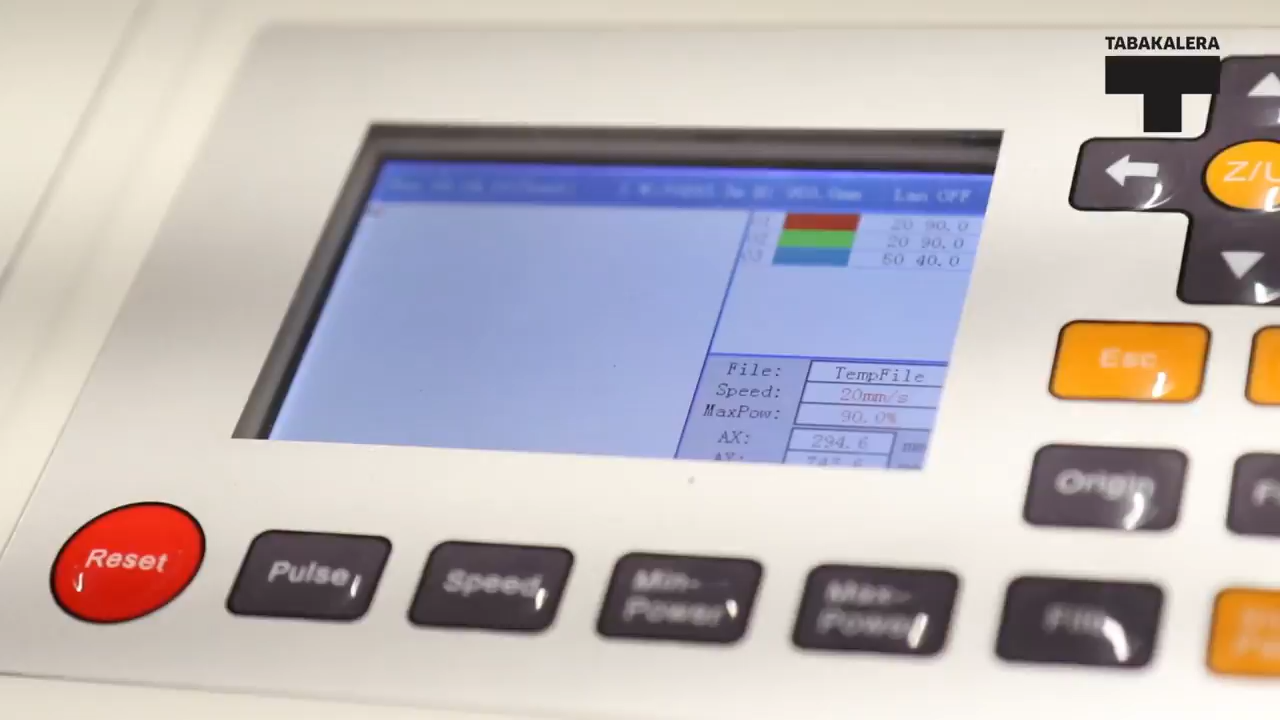 TABAKALERA
T
Z/U
Lan OFF
20 90.0
20 90.0
50 40.0
File: TempFile
Speed: 20mm/s
MaxPow: 90.0%
AX: 294.6 mm
Esc
Origin
Reset
Pulse
Speed
Min-
Power
Max-
Power